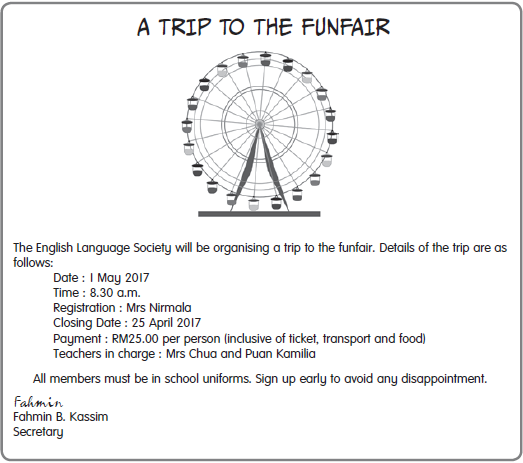 A TRIP TO THE FUNFAIR
The English Language Society will be organising a trip to the funfair. Details of the trip are as
follows:
Date : 1 May 2017
Time : 8.30 a.m.
Registration : Mrs Nirmala
Closing Date : 25 April 2017
Payment : RM25.00 per person (inclusive of ticket, transport and food)
Teachers in charge : Mrs Chua and Puan Kamilia
All members must be in school uniforms. Sign up early to avoid any disappointment.
Fahmin
Fahmin B. Kassim
Secretary